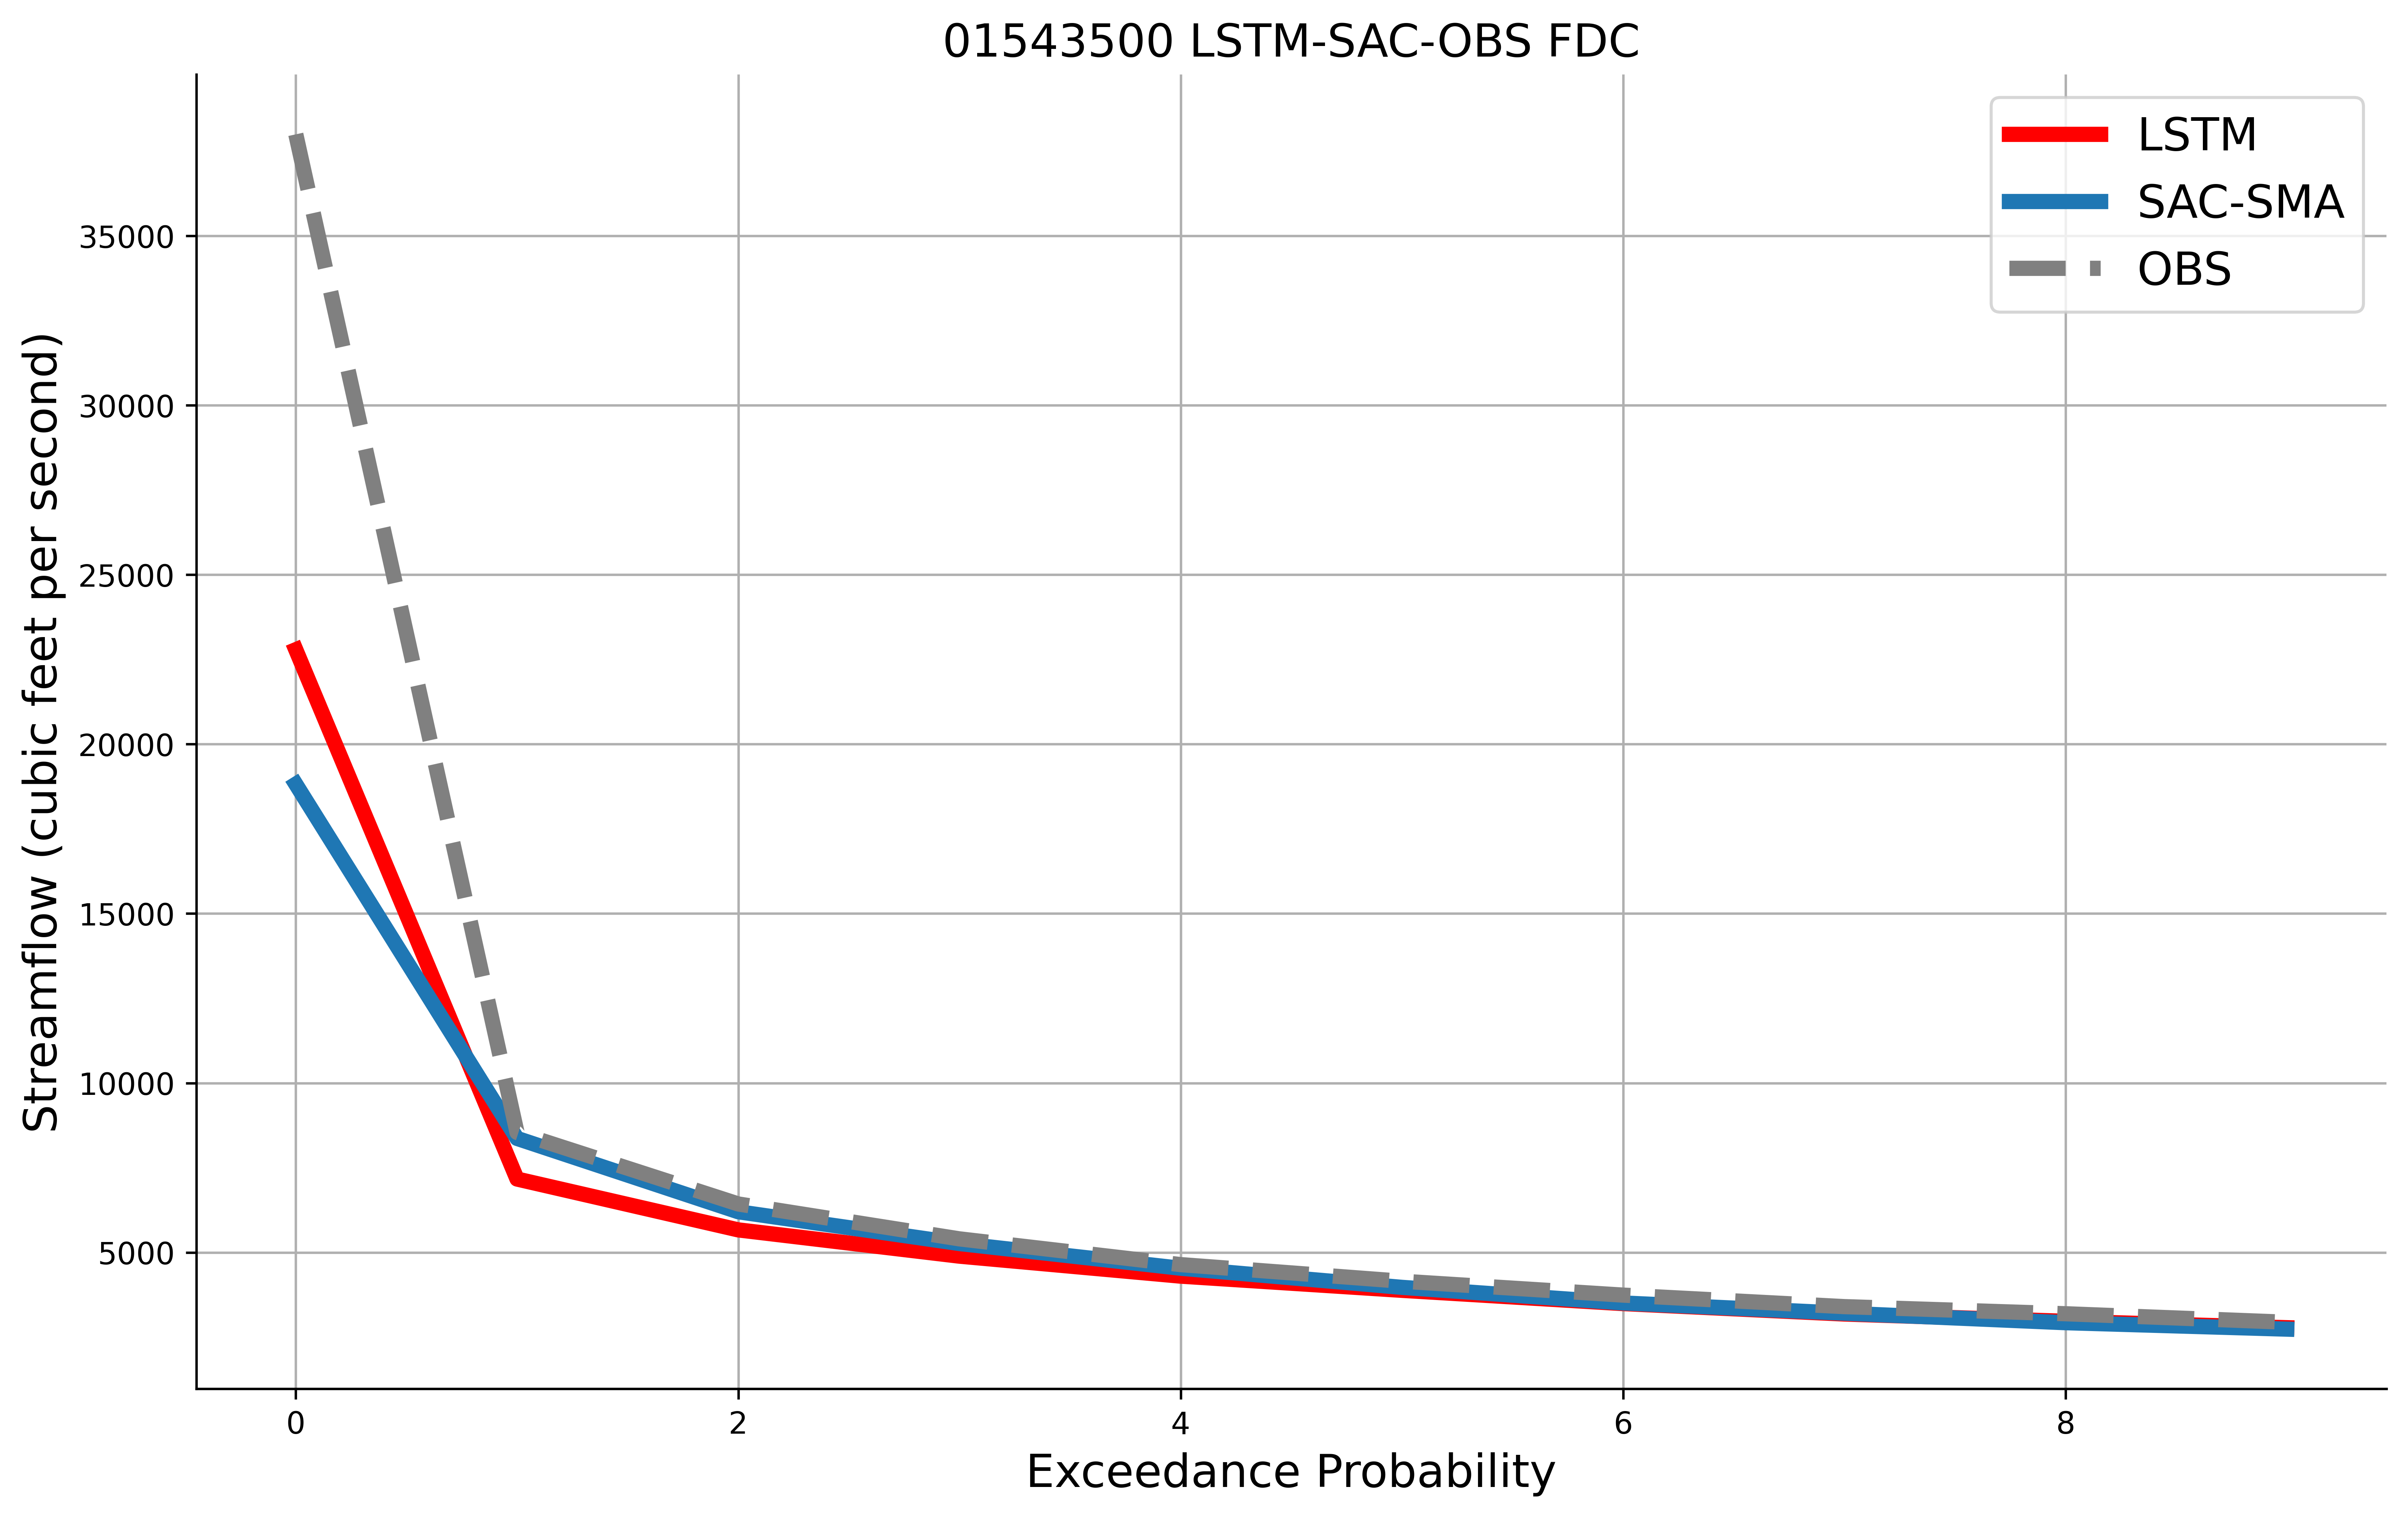 01543500 LSTM-SAC-OBS FDC
LSTM
SAC-SMA
OBS
Streamflow (cubic feet per second)
35000
30000
25000
20000
15000
10000
5000
0
2
4
6
8
Exceedance Probability